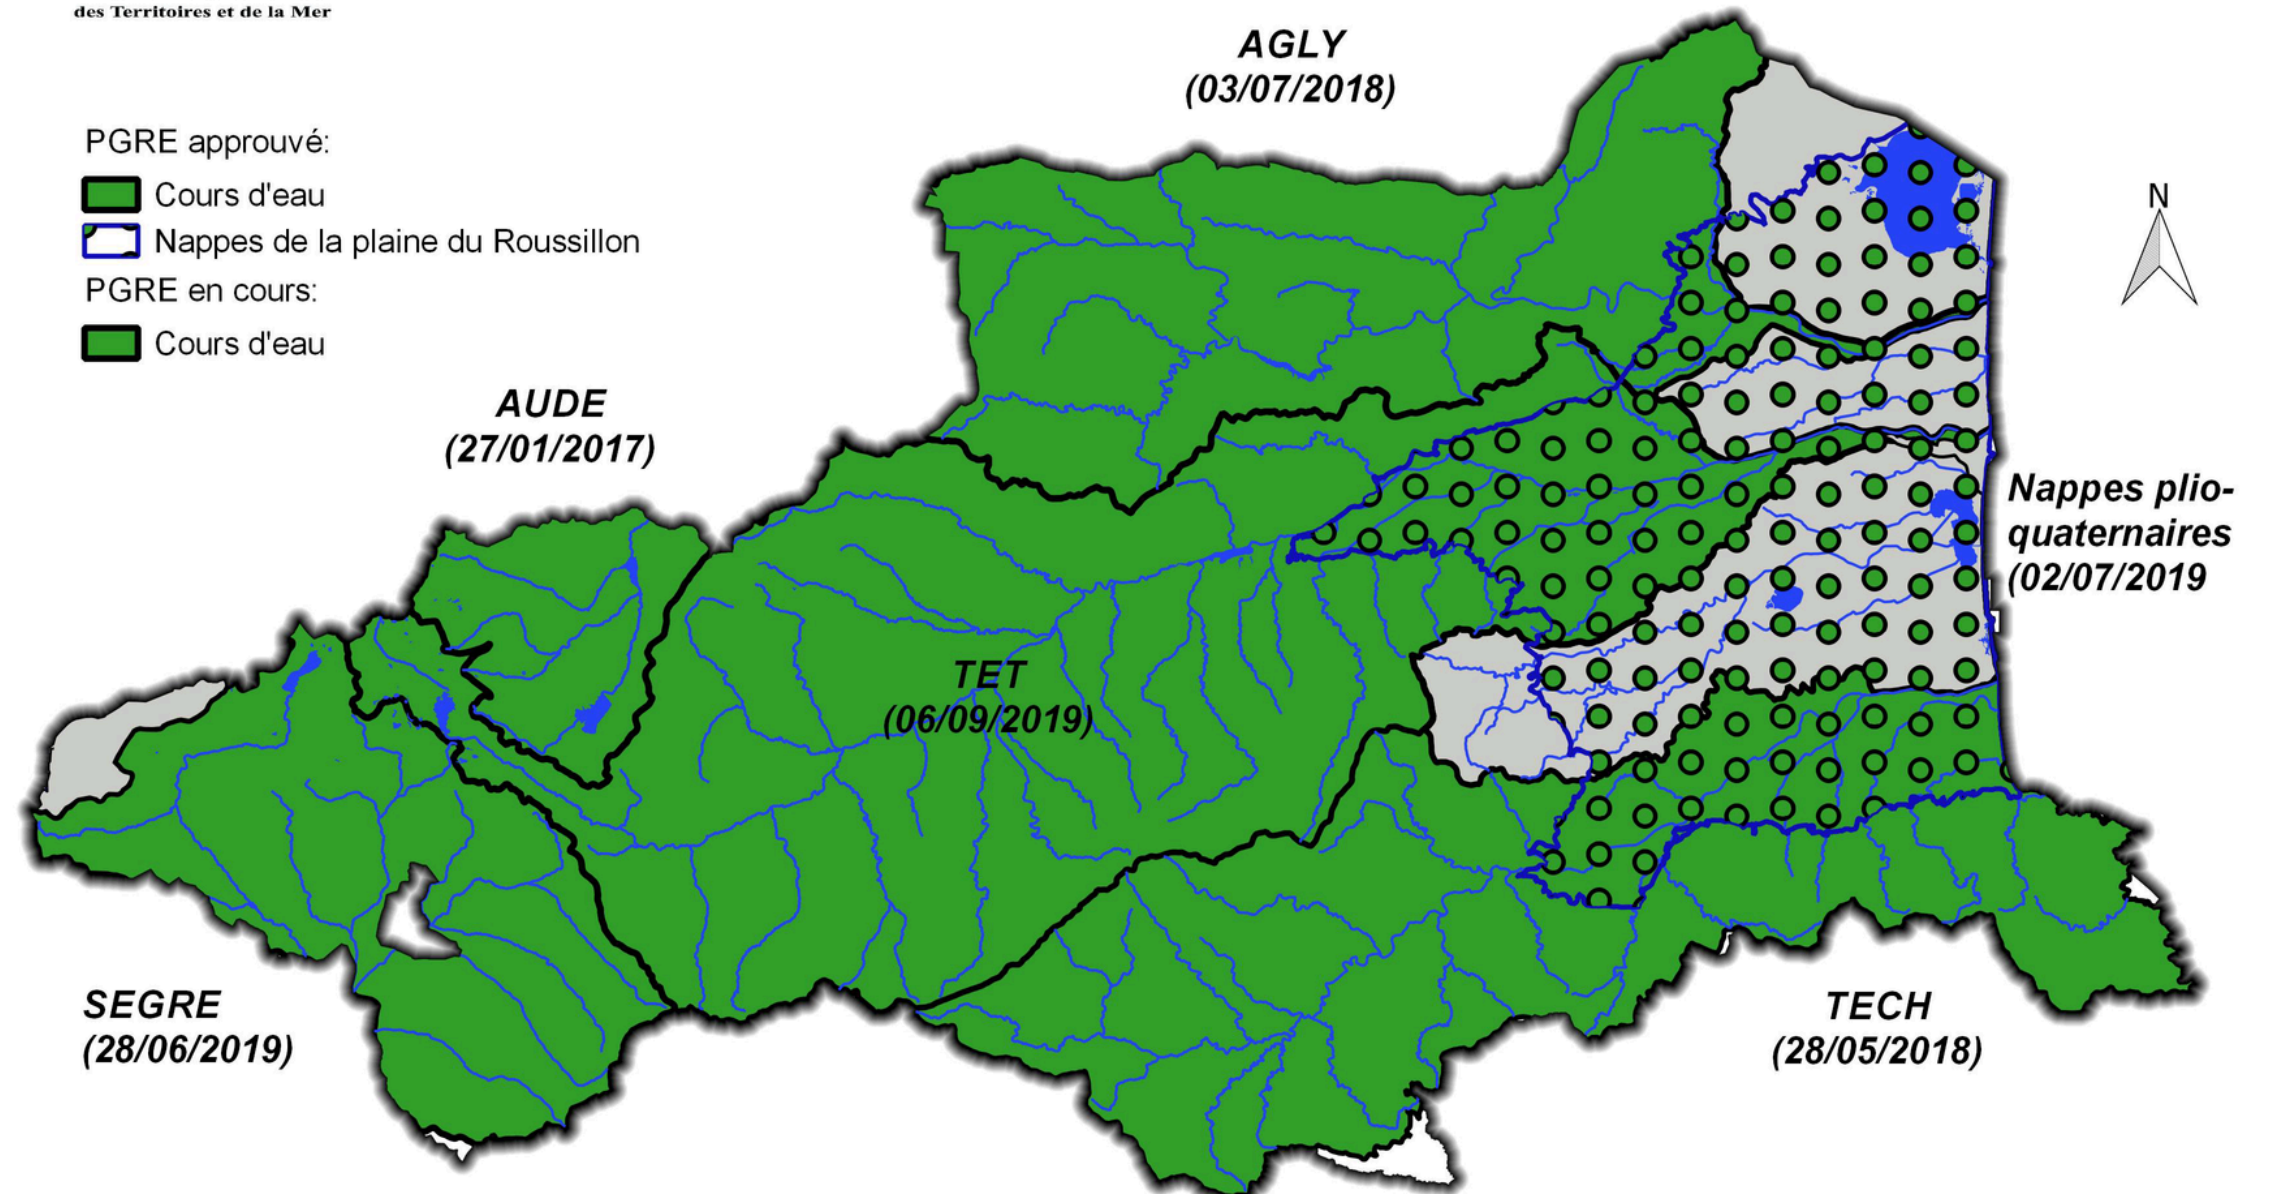 des Territoires et de la Mer
AGLY
(03/07/2018)
PGRE approuvé:
Cours d'eau
Nappes de la plaine du Roussillon
PGRE en cours:
Cours d'eau
N
AUDE
(27/01/2017)
Nappes plio-
quaternaires
(02/07/2019
TET
(06/09/2019)
SEGRE
(28/06/2019)
TECH
(28/05/2018)